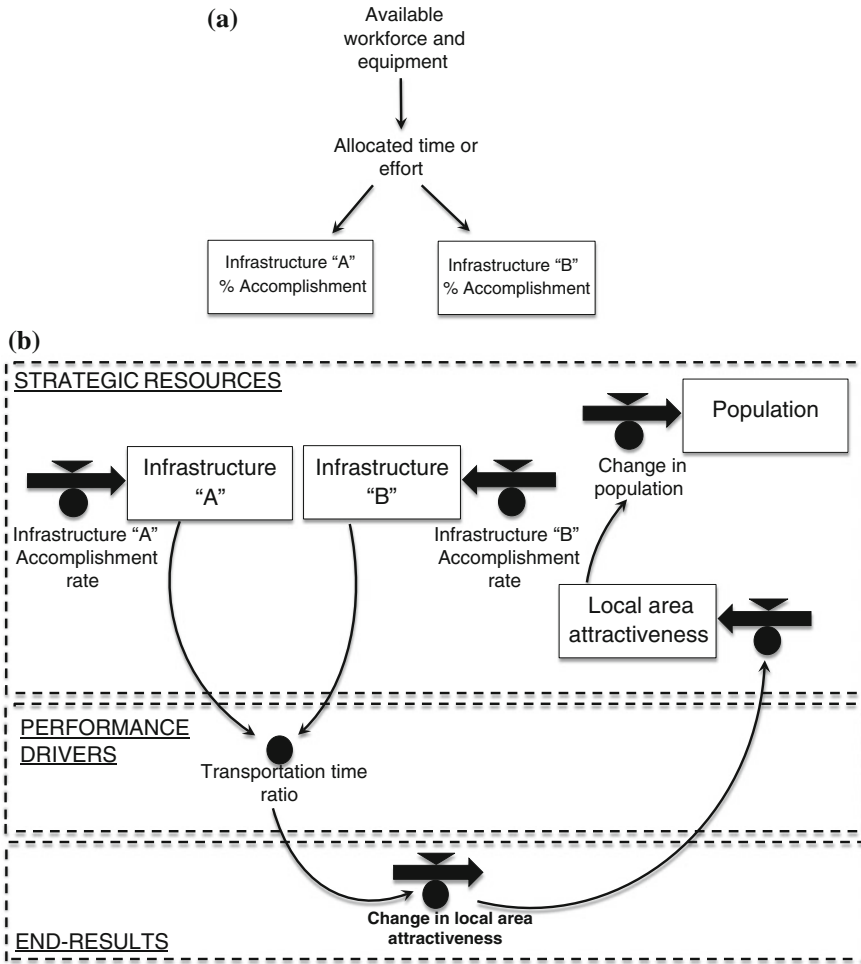 (a)
Available
workforce and
equipment
Allocated time or
effort
Infrastructure “A”
% Accomplishment
Infrastructure “B”
% Accomplishment
(b)
STRATEGIC RESOURCES
Population
Change in
population
Infrastructure
“A”
Infrastructure
“B”
Infrastructure “A”
Accomplishment
rate
Infrastructure “B”
Accomplishment
rate
Local area
attractiveness
PERFORMANCE
DRIVERS
Transportation time
ratio
Change in local area
attractiveness
END-RESULTS